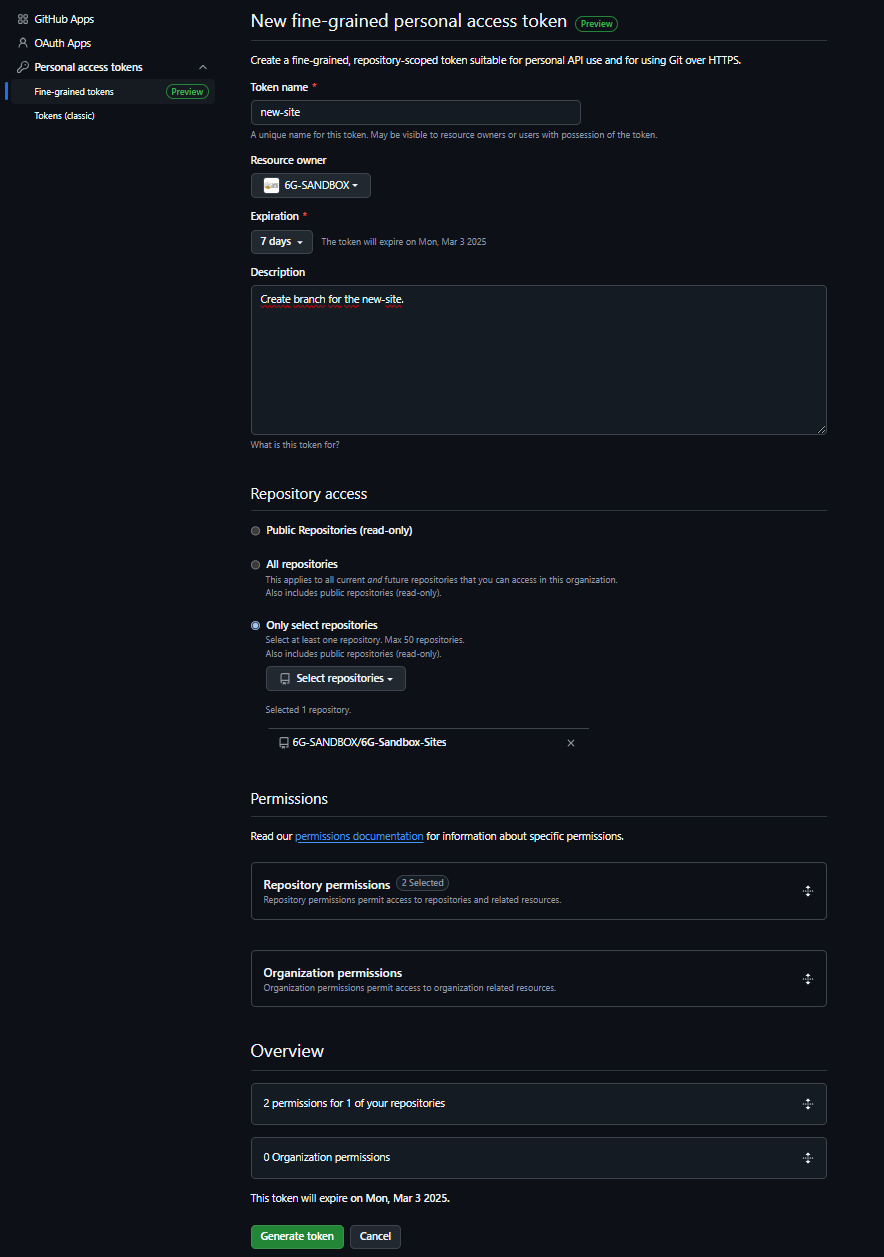 GitHub Apps
OAuth Apps
Personal access tokens
Fine-grained tokens Preview
Tokens (classic)
New fine-grained personal access token Preview
Create a fine-grained, repository-scoped token suitable for personal API use and for using Git over HTTPS.
Token name *
new-site
A unique name for this token. May be visible to resource owners or users with possession of the token.
Resource owner
6G-SANDBOX
Expiration *
7 days The token will expire on Mon, Mar 3 2025
Description
Create branch for the new-site.
What is this token for?
Repository access
Public Repositories (read-only)
All repositories
This applies to all current and future repositories that you can access in this organization.
Also includes public repositories (read-only).
Only select repositories
Select at least one repository. Max 50 repositories.
Also includes public repositories (read-only).
Select repositories
Selected 1 repository.
6G-SANDBOX/6G-Sandbox-Sites
Permissions
Read our permissions documentation for information about specific permissions.
Repository permissions 2 Selected
Repository permissions permit access to repositories and related resources.
Organization permissions
Organization permissions permit access to organization related resources.
Overview
2 permissions for 1 of your repositories
0 Organization permissions
This token will expire on Mon, Mar 3 2025.
Generate token Cancel